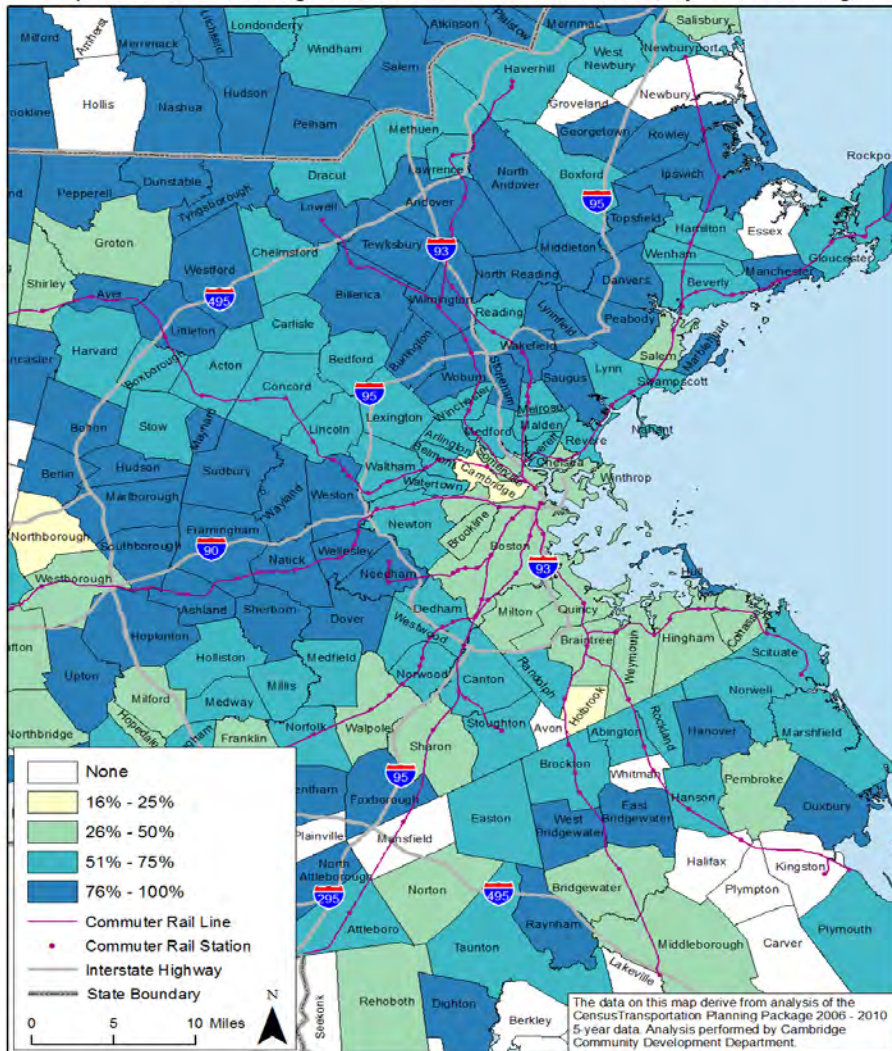 Londonderry
Atkinson
Plaistow
Merrimac
Salisbury
Milford
Amherst
Merrimack
Litchfield
Windham
Haverhill
West
Newbury
Newburyport
Salem
Hudson
Hollis
Nashua
Groveland
Newbury
Pelham
Methuen
Georgetown
Rowley
Rockport
Pepperell
Dunstable
Tyngsborough
Dracut
Lawrence
North
Andover
Boxford
Ipswich
Andover
Lowell
95
Topsfield
Essex
Groton
Chelmsford
Tewksbury
93
Middleton
Hamilton
Gloucester
Westford
North Reading
Wenham
Shirley
Danvers
Manchester
Ayer
495
Billerica
Wilmington
Beverly
Littleton
Reading
Lynnfield
Peabody
Carlisle
Burlington
Wakefield
Salem
Marblehead
Harvard
Boxborough
Acton
Bedford
Woburn
Stoneham
Saugus
Lynn
Concord
95
Swampscott
Lexington
Winchester
Melrose
Stow
Maynard
Lincoln
Medford
Malden
Nahant
Bolton
Arlington
Everett
Revere
Hudson
Waltham
Belmont
Somerville
Chelsea
Berlin
Sudbury
Cambridge
Winthrop
Marlborough
Wayland
Weston
Watertown
Northborough
Framingham
Newton
Brookline
Southborough
90
Natick
Wellesley
Boston
93
Westborough
Needham
Hull
Ashland
Sherborn
Dover
Dedham
Milton
Quincy
Hopkinton
Westwood
Braintree
Weymouth
Hingham
Cohasset
Holliston
Medfield
Scituate
Upton
Norwood
Canton
Randolph
Milford
Medway
Millis
Norwell
Hopedale
Norfolk
Walpole
Stoughton
Avon
Holbrook
Rockland
Northbridge
Franklin
Sharon
Abington
Hanover
Marshfield
Brockton
Whitman
95
Pembroke
Foxborough
Hanson
Duxbury
Easton
West
Bridgewater
East
Bridgewater
Plainville
Mansfield
Halifax
Kingston
North
Attleborough
Norton
495
Bridgewater
Plympton
295
Raynham
Plymouth
Attleboro
Middleborough
Carver
Taunton
Lakeville
Seekonk
Rehoboth
Dighton
Berkley
None
16% - 25%
26% - 50%
51% - 75%
76% - 100%
Commuter Rail Line
Commuter Rail Station
Interstate Highway
State Boundary
N
0 5 10 Miles
The data on this map derive from analysis of the
CensusTransportation Planning Package 2006 - 2010
5-year data. Analysis performed by Cambridge
Community Development Department.